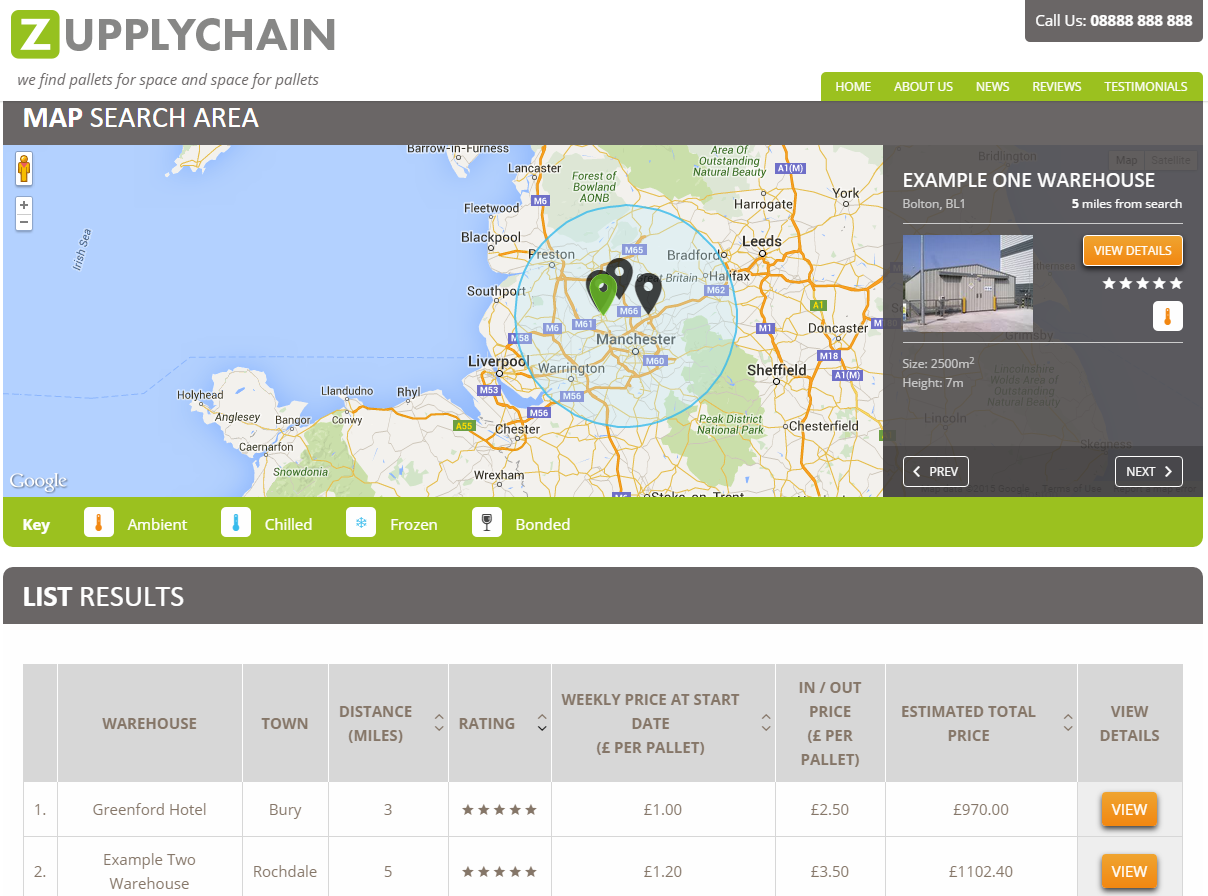 ZUPPLYCHAIN
we find pallets for space and space for pallets
Call Us: 08888 888 888
HOME ABOUT US NEWS REVIEWS TESTIMONIALS
MAP SEARCH AREA
Barrow-in-Furness
Lancaster
Forest of
Bowland
AONB
Area Of
Outstanding
Natural Beauty
A1(M)
York
Harrogate
M6
Fleetwood
Blackpool
Preston
M65
Bradford
Leeds
Irish Sea
Great Britain
Halifax
Southport
M62
M66
A1
M61
M6
M58
M1
Doncaster
Manchester
M18
Liverpool
Warrington
M60
Sheffield
A1(M)
M53
M56
M56
Holyhead
Llandudno
Rhyl
Anglesey
Bangor
Conwy
A55
Chester
Peak District
National Park
Chesterfield
Caernarfon
Snowdonia
Wrexham
Stoke-on-Trent
Google
Bridlington
Map Satellite
EXAMPLE ONE WAREHOUSE
Bolton, BL1 5 miles from search
VIEW DETAILS
Grimsby
Size: 2500m2
Height: 7m
Lincolnshire
Wolds Area of
Outstanding
Natural Beauty
Lincoln
Skegness
PREV NEXT
Key Ambient Chilled Frozen Bonded
LIST RESULTS
WAREHOUSE
TOWN
DISTANCE
(MILES)
RATING
WEEKLY PRICE AT START
DATE
(£ PER PALLET)
IN / OUT
PRICE
(£ PER
PALLET)
ESTIMATED TOTAL
PRICE
VIEW
DETAILS
1. Greenford Hotel Bury 3 ★★★★★ £1.00 £2.50 £970.00 VIEW
2. Example Two
Warehouse Rochdale 5 ★★★★★ £1.20 £3.50 £1102.40 VIEW